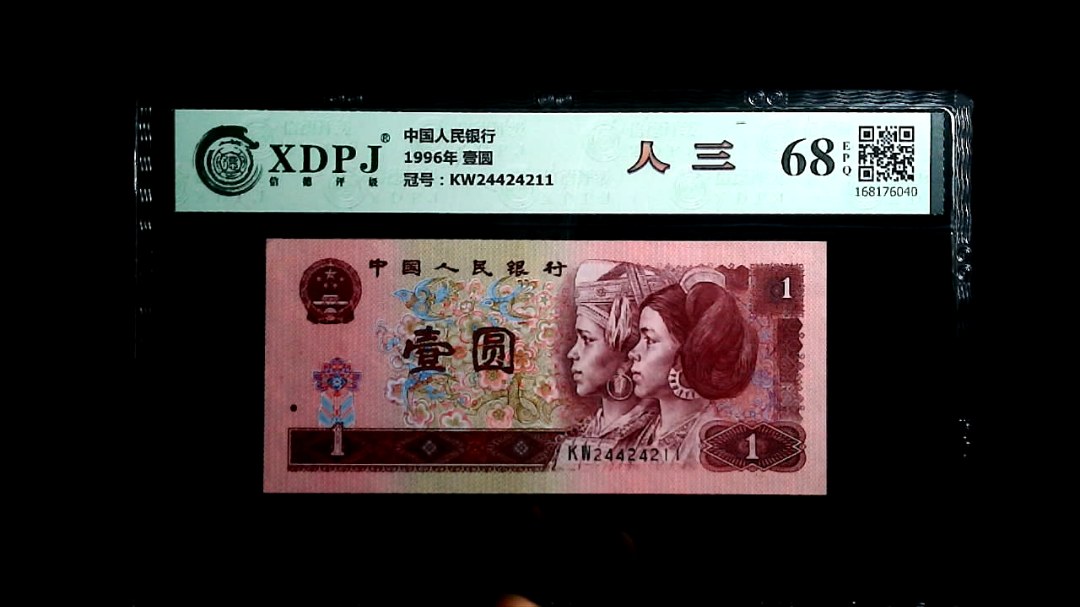 XDPJ®
信德评级
中国人民银行
1996年 壹圆
冠号：KW24424211
人三
68
EPQ
168176040
中国人民银行
1
壹圆
1
1
KW24424211